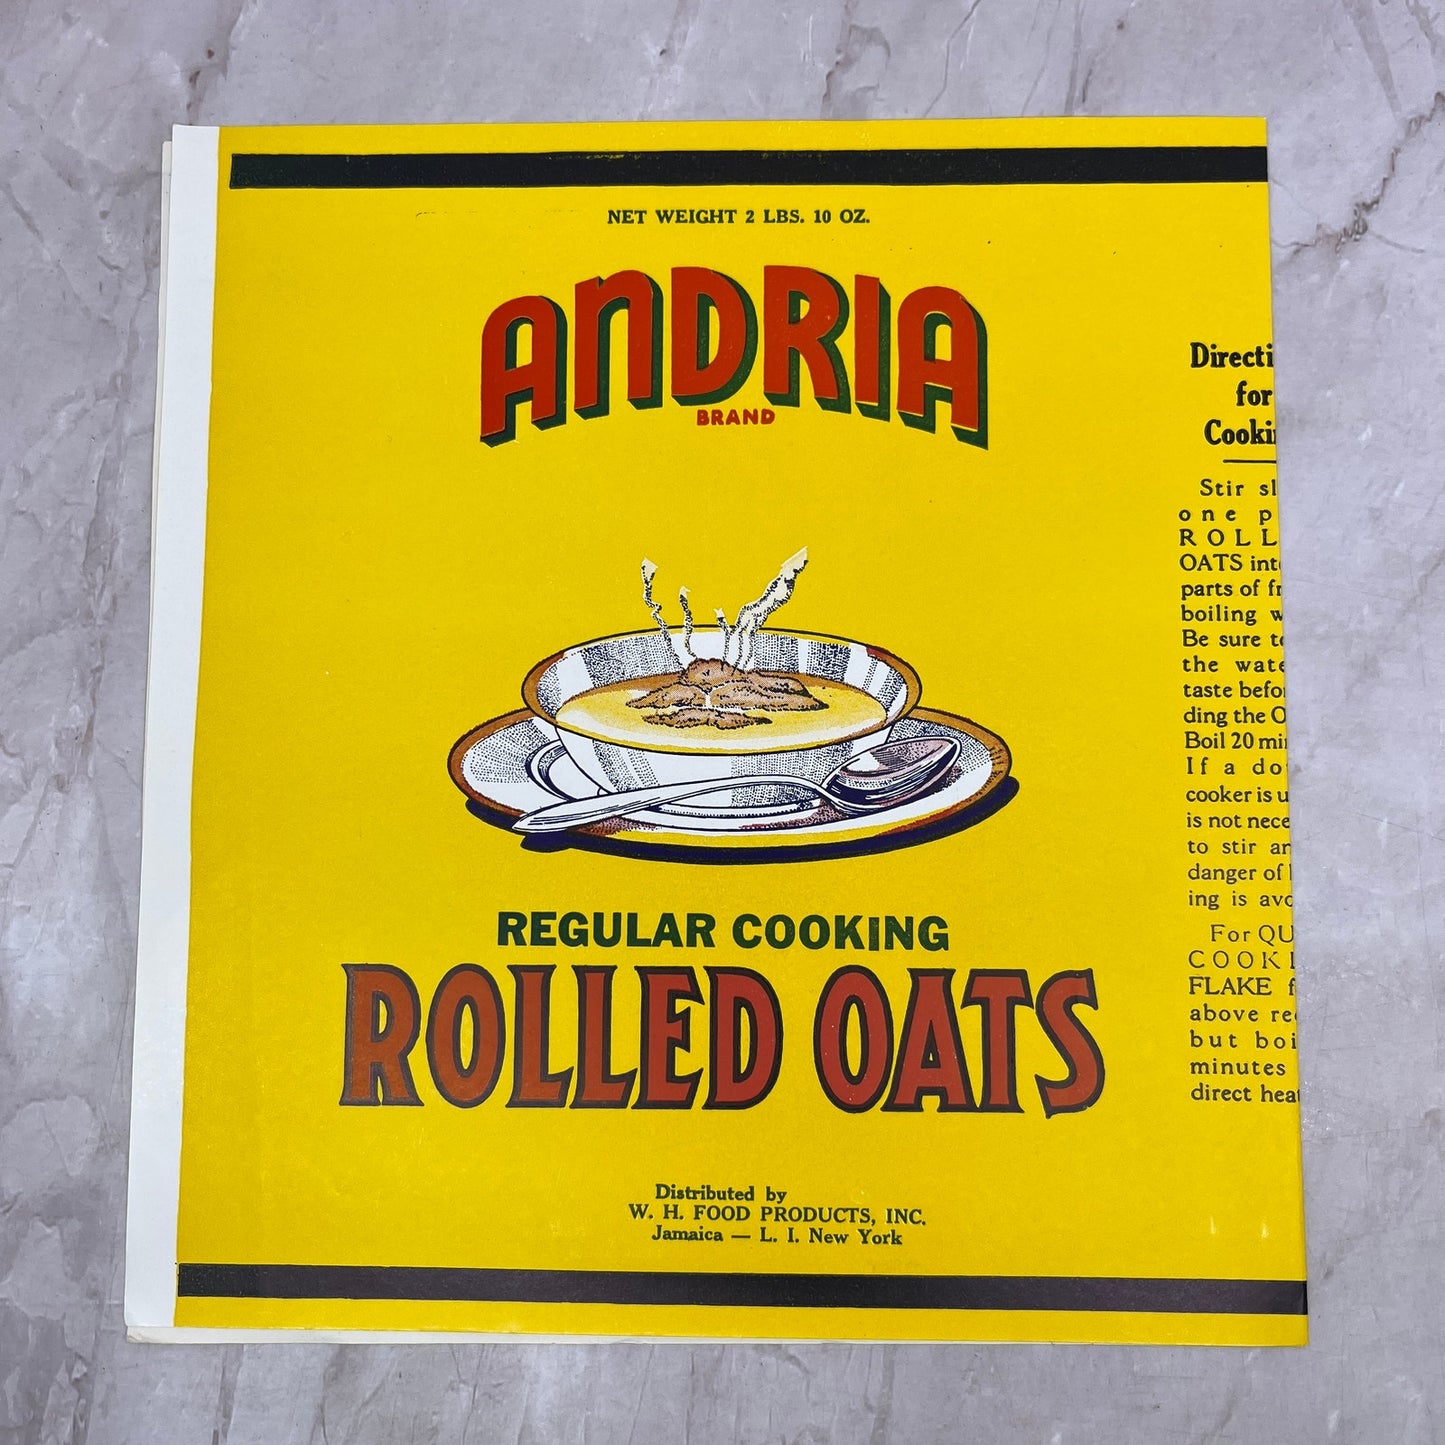 NET WEIGHT 2 LBS. 10 OZ.
ANDRIA
BRAND
REGULAR COOKING
ROLLED OATS
Distributed by
W. H. FOOD PRODUCTS, INC.
Jamaica — L. I. New York
Directi
for
Cooki
Stir sl
one p
ROLL
OATS int
parts of fr
boiling w
Be sure t
the wate
taste befo
ding the O
Boil 20 mi
If a do
cooker is u
is not nece
to stir an
danger of
ing is avo
For QU
COOKI
FLAKE f
above re
but boi
minutes
direct hea